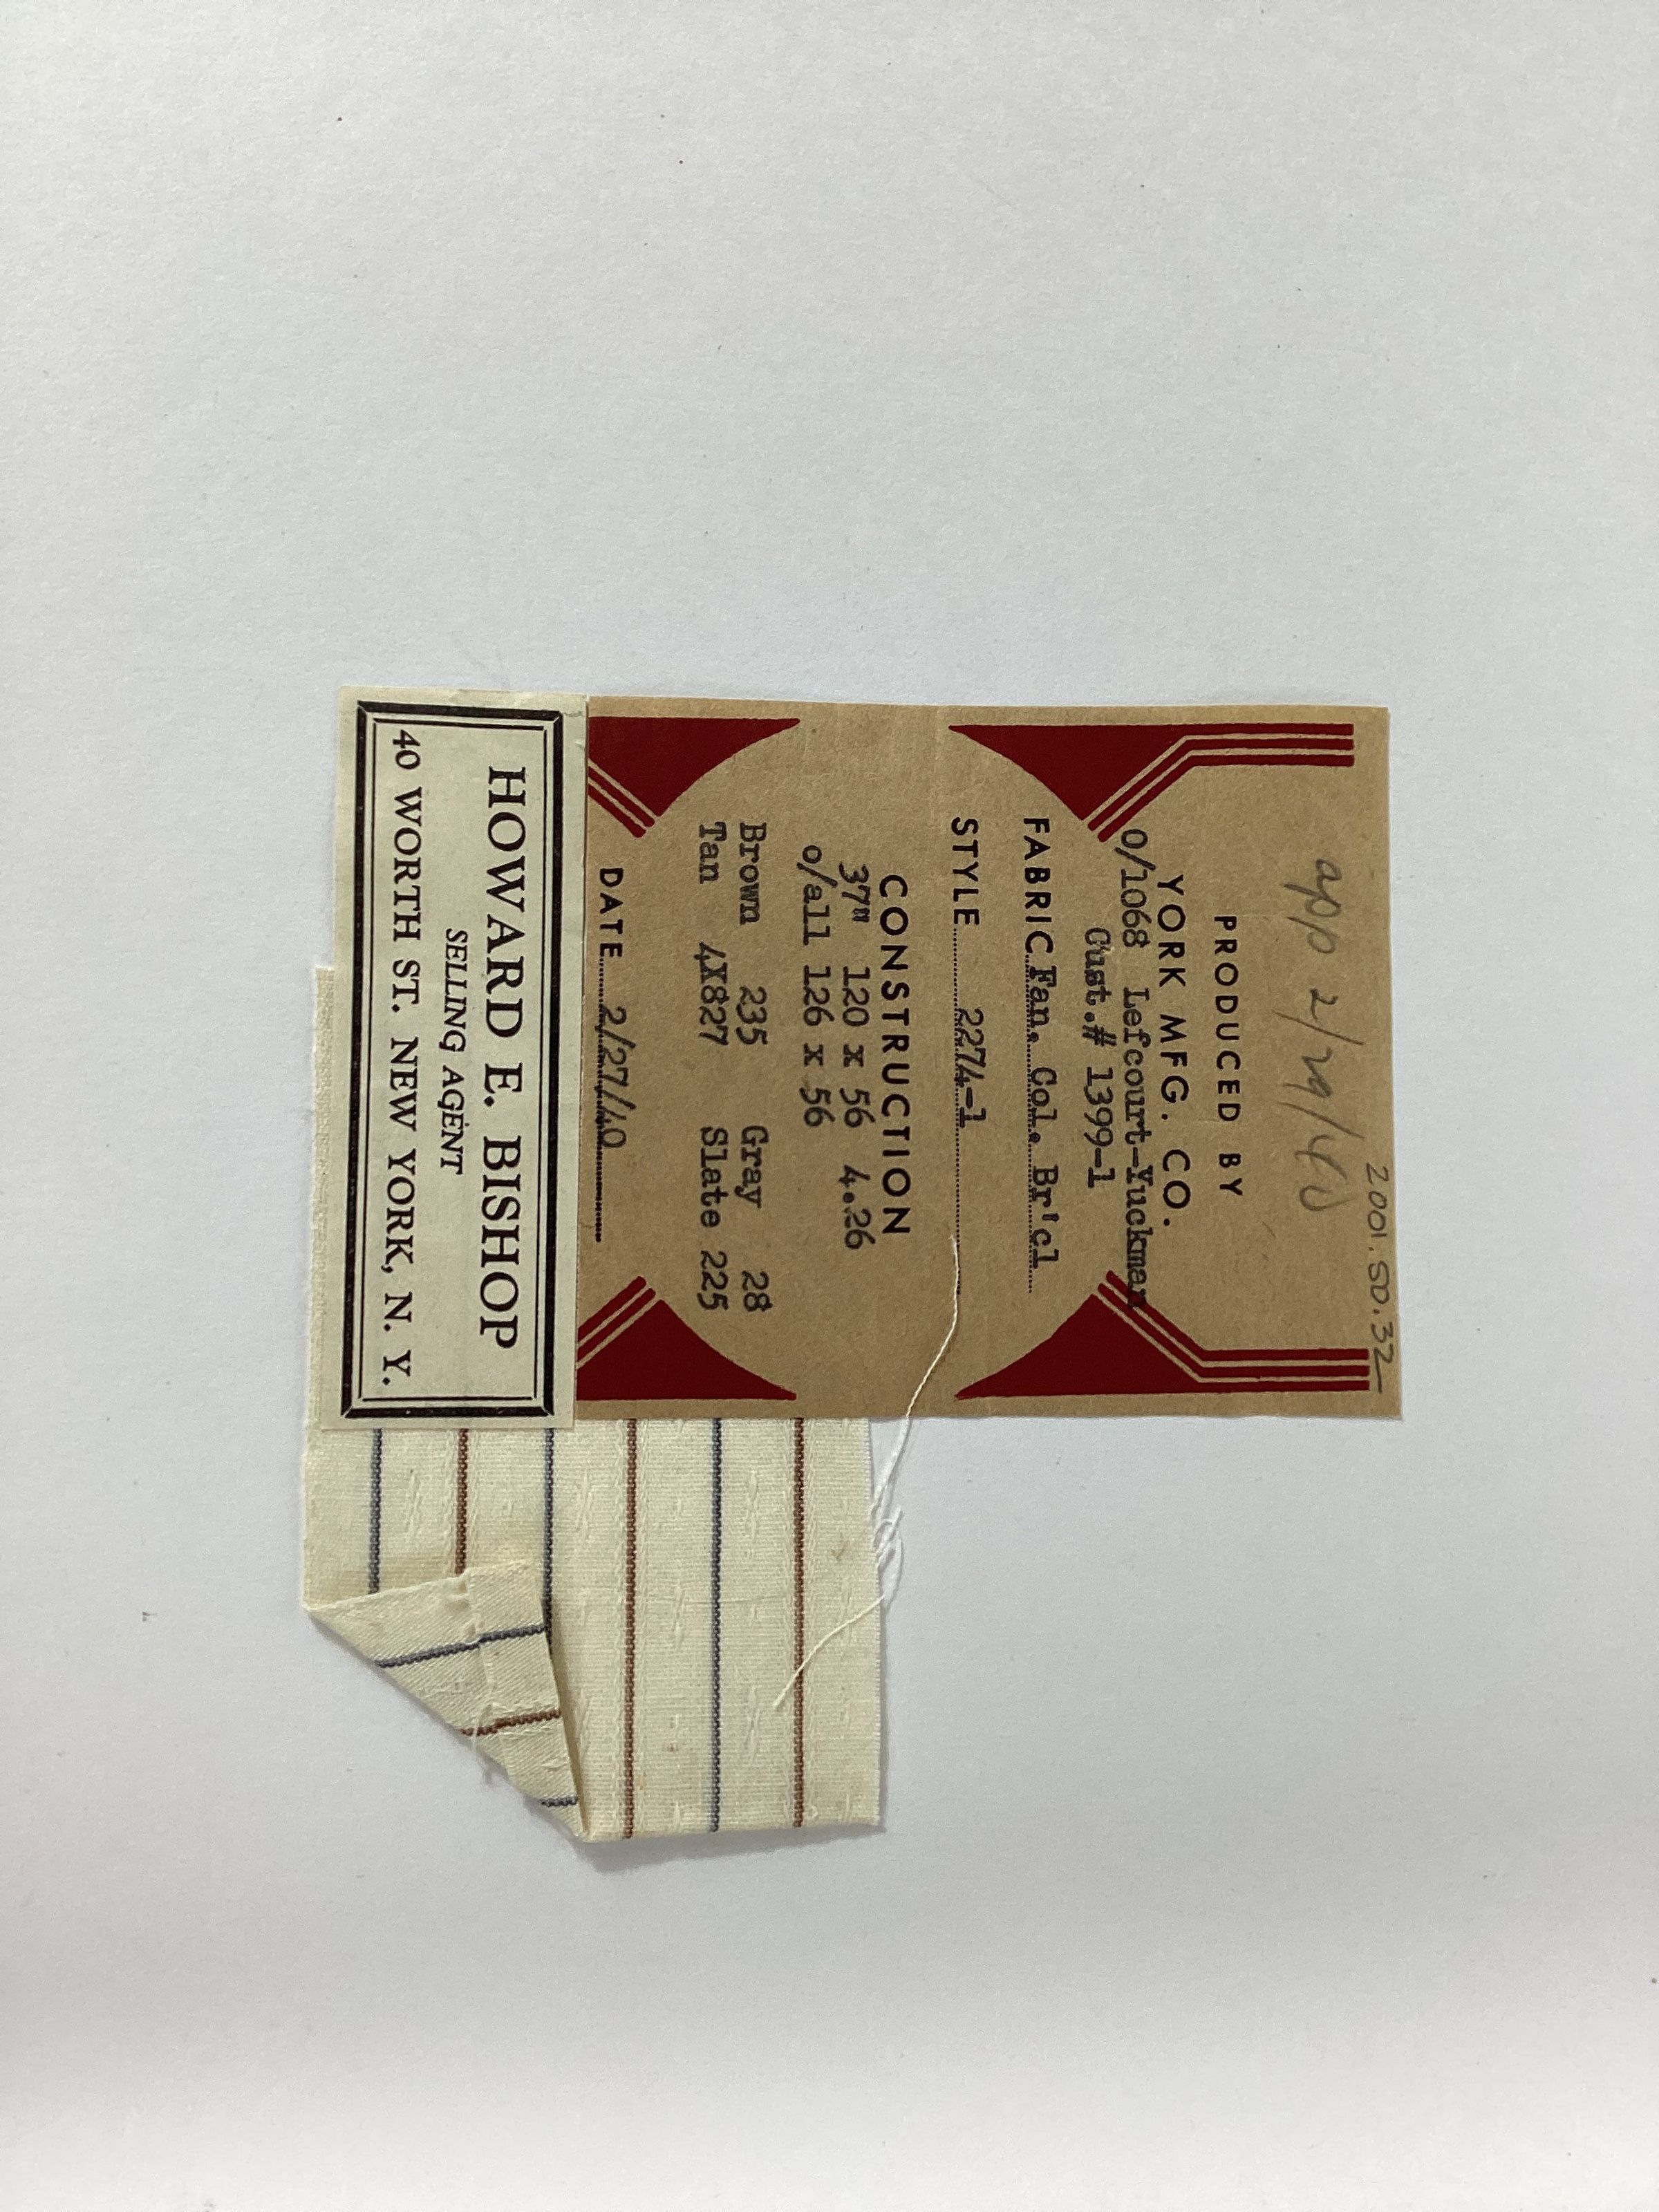 2001.SD.32
app 2/29/40
PRODUCED BY
YORK MFG. CO.
O/1068 Lefcourt-Yuckman
Cust.# 1399-1
FABRIC Fan. Col. Br'cl
STYLE 2274-1
CONSTRUCTION
37" 120 x 56 4.26
o/all 126 x 56
Brown 235 Gray 28
Tan 4X827 Slate 225
DATE 2/27/40
HOWARD E. BISHOP
SELLING AGENT
40 WORTH ST. NEW YORK, N. Y.